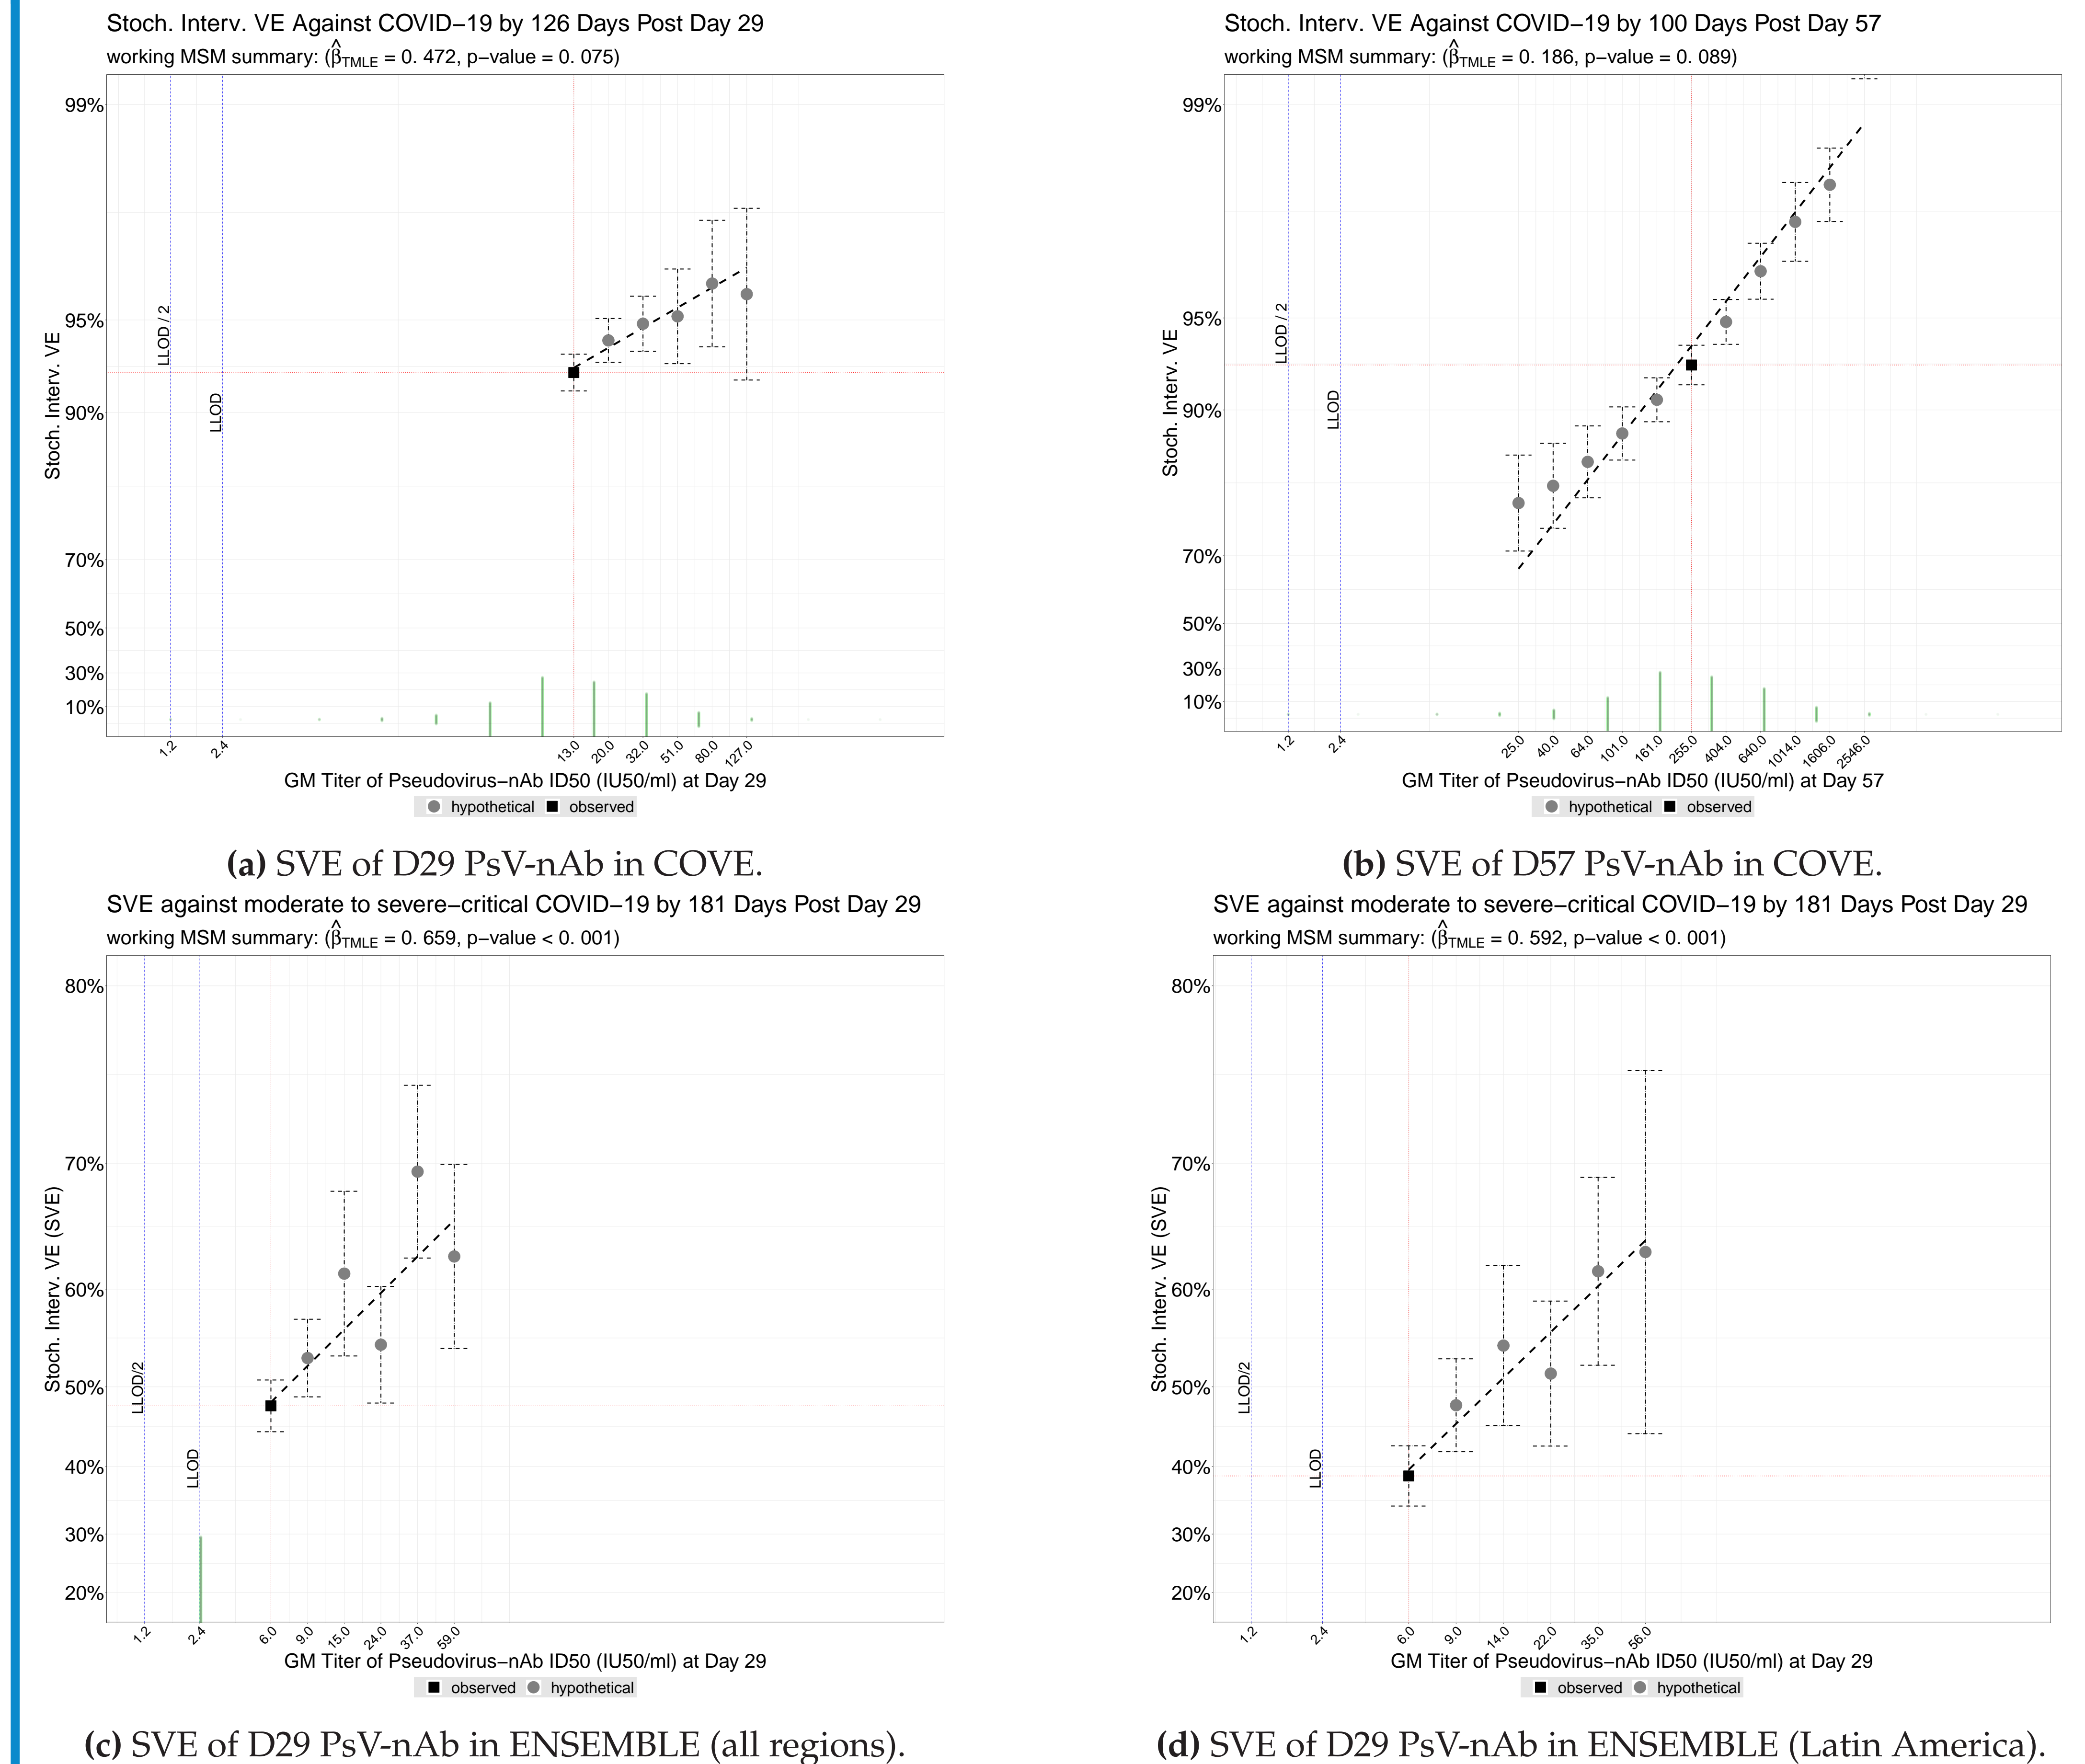 Stoch. Interv. VE Against COVID−19 by 126 Days Post Day 29
working MSM summary: (β̂TMLE = 0. 472, p−value = 0. 075)
99%
95%
90%
70%
50%
30%
10%
Stoch. Interv. VE
LLOD / 2
LLOD
1.2
2.4
13.0
20.0
32.0
51.0
80.0
127.0
GM Titer of Pseudovirus−nAb ID50 (IU50/ml) at Day 29
hypothetical observed
(a) SVE of D29 PsV-nAb in COVE.
Stoch. Interv. VE Against COVID−19 by 100 Days Post Day 57
working MSM summary: (β̂TMLE = 0. 186, p−value = 0. 089)
99%
95%
90%
70%
50%
30%
10%
Stoch. Interv. VE
LLOD / 2
LLOD
1.2
2.4
25.0
40.0
64.0
101.0
161.0
255.0
404.0
640.0
1014.0
1606.0
2546.0
GM Titer of Pseudovirus−nAb ID50 (IU50/ml) at Day 57
hypothetical observed
(b) SVE of D57 PsV-nAb in COVE.
SVE against moderate to severe−critical COVID−19 by 181 Days Post Day 29
working MSM summary: (β̂TMLE = 0. 659, p−value < 0. 001)
80%
70%
60%
50%
40%
30%
20%
Stoch. Interv. VE (SVE)
LLOD/2
LLOD
1.2
2.4
6.0
9.0
15.0
24.0
37.0
59.0
GM Titer of Pseudovirus−nAb ID50 (IU50/ml) at Day 29
observed hypothetical
(c) SVE of D29 PsV-nAb in ENSEMBLE (all regions).
SVE against moderate to severe−critical COVID−19 by 181 Days Post Day 29
working MSM summary: (β̂TMLE = 0. 592, p−value < 0. 001)
80%
70%
60%
50%
40%
30%
20%
Stoch. Interv. VE (SVE)
LLOD/2
LLOD
1.2
2.4
6.0
9.0
14.0
22.0
35.0
56.0
GM Titer of Pseudovirus−nAb ID50 (IU50/ml) at Day 29
observed hypothetical
(d) SVE of D29 PsV-nAb in ENSEMBLE (Latin America).